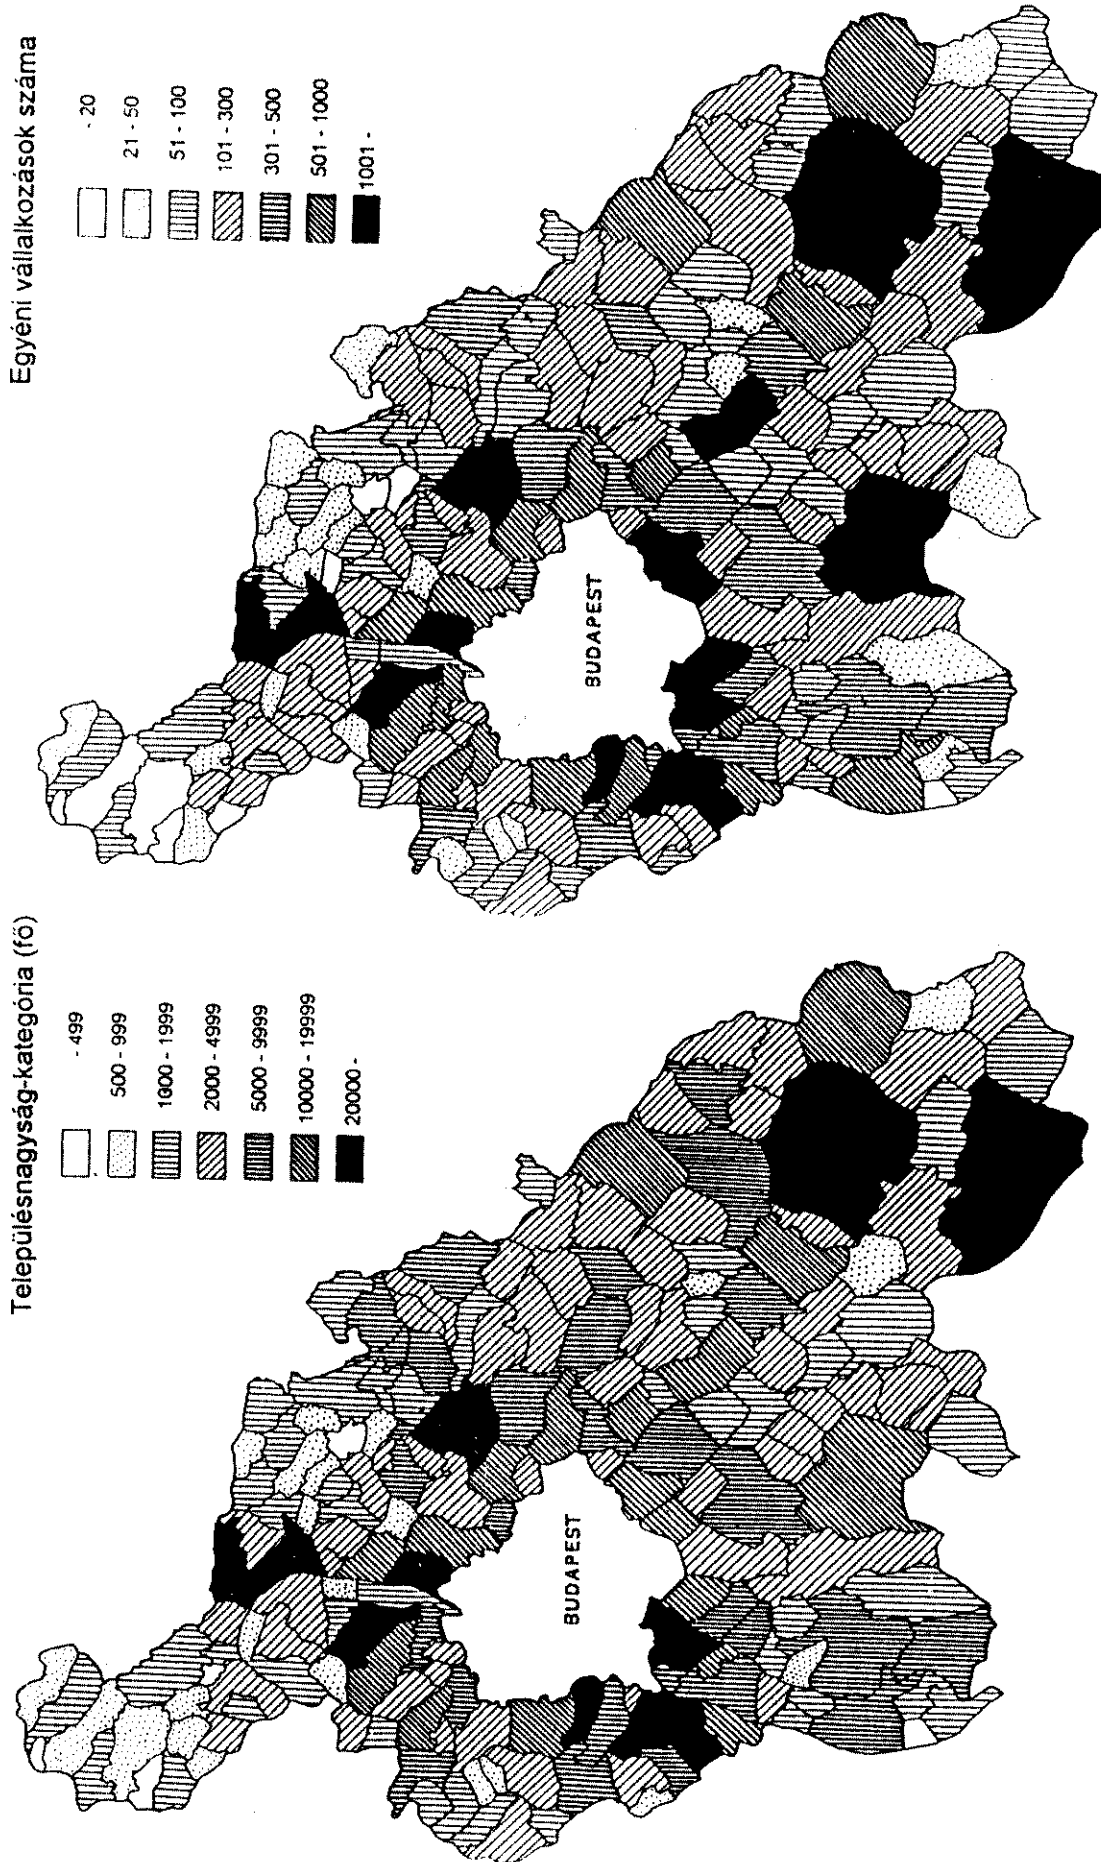 Településnagyság-kategória (fő)
- 499
500 - 999
1000 - 1999
2000 - 4999
5000 - 9999
10000 - 19999
20000 -
BUDAPEST
Egyéni vállalkozások száma
- 20
21 - 50
51 - 100
101 - 300
301 - 500
501 - 1000
1001 -
BUDAPEST